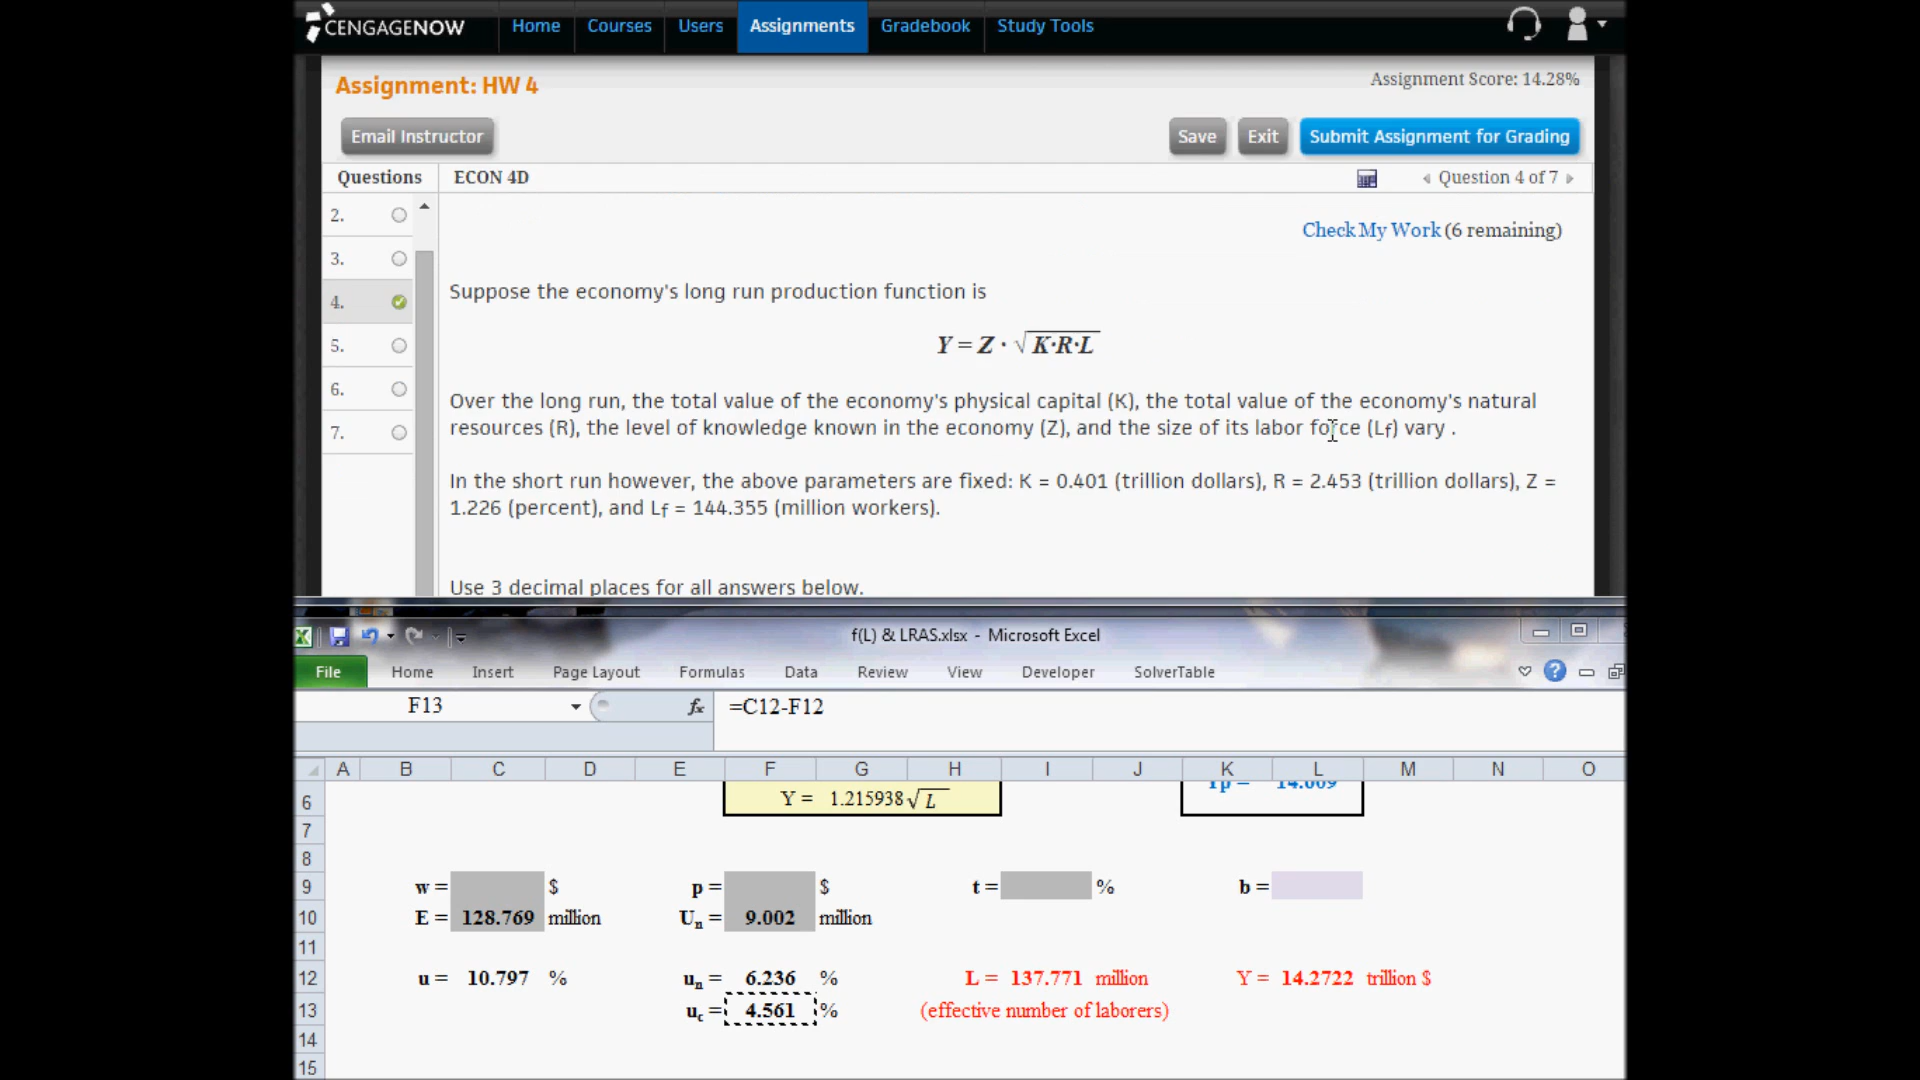 CENGAGENOW Home Courses Users Assignments Gradebook Study Tools
Assignment: HW 4 Assignment Score: 14.28%
Email Instructor Save Exit Submit Assignment for Grading
Questions ECON 4D Question 4 of 7
2.
Check My Work (6 remaining)
3.
4.
5.
6.
7.
Suppose the economy's long run production function is
Y = Z · √K·R·L
Over the long run, the total value of the economy's physical capital (K), the total value of the economy's natural
resources (R), the level of knowledge known in the economy (Z), and the size of its labor force (Lf) vary .
In the short run however, the above parameters are fixed: K = 0.401 (trillion dollars), R = 2.453 (trillion dollars), Z =
1.226 (percent), and Lf = 144.355 (million workers).
Use 3 decimal places for all answers below.
f(L) & LRAS.xlsx - Microsoft Excel
File Home Insert Page Layout Formulas Data Review View Developer SolverTable
F13 fx =C12-F12
A B C D E F G H I J K L M N O
Yp = 14.609
6 Y = 1.215938√L
7
8
9 w = $ p = $ t = % b =
10 E = 128.769 million Un = 9.002 million
11
12 u = 10.797 % un = 6.236 % L = 137.771 million Y = 14.2722 trillion $
13 uc = 4.561 % (effective number of laborers)
14
15